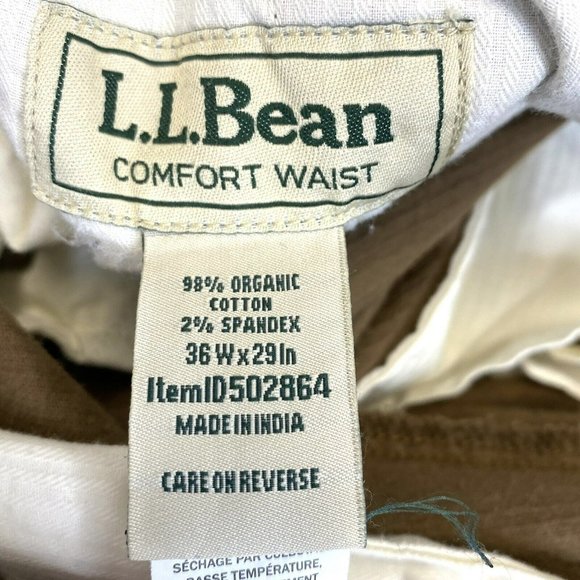 L.L.Bean
COMFORT WAIST
98% ORGANIC
COTTON
2% SPANDEX
36Wx29In
ItemID502864
MADE IN INDIA
CARE ON REVERSE
SÉCHAGE PAR
BASSE TEMPÉRATURE,